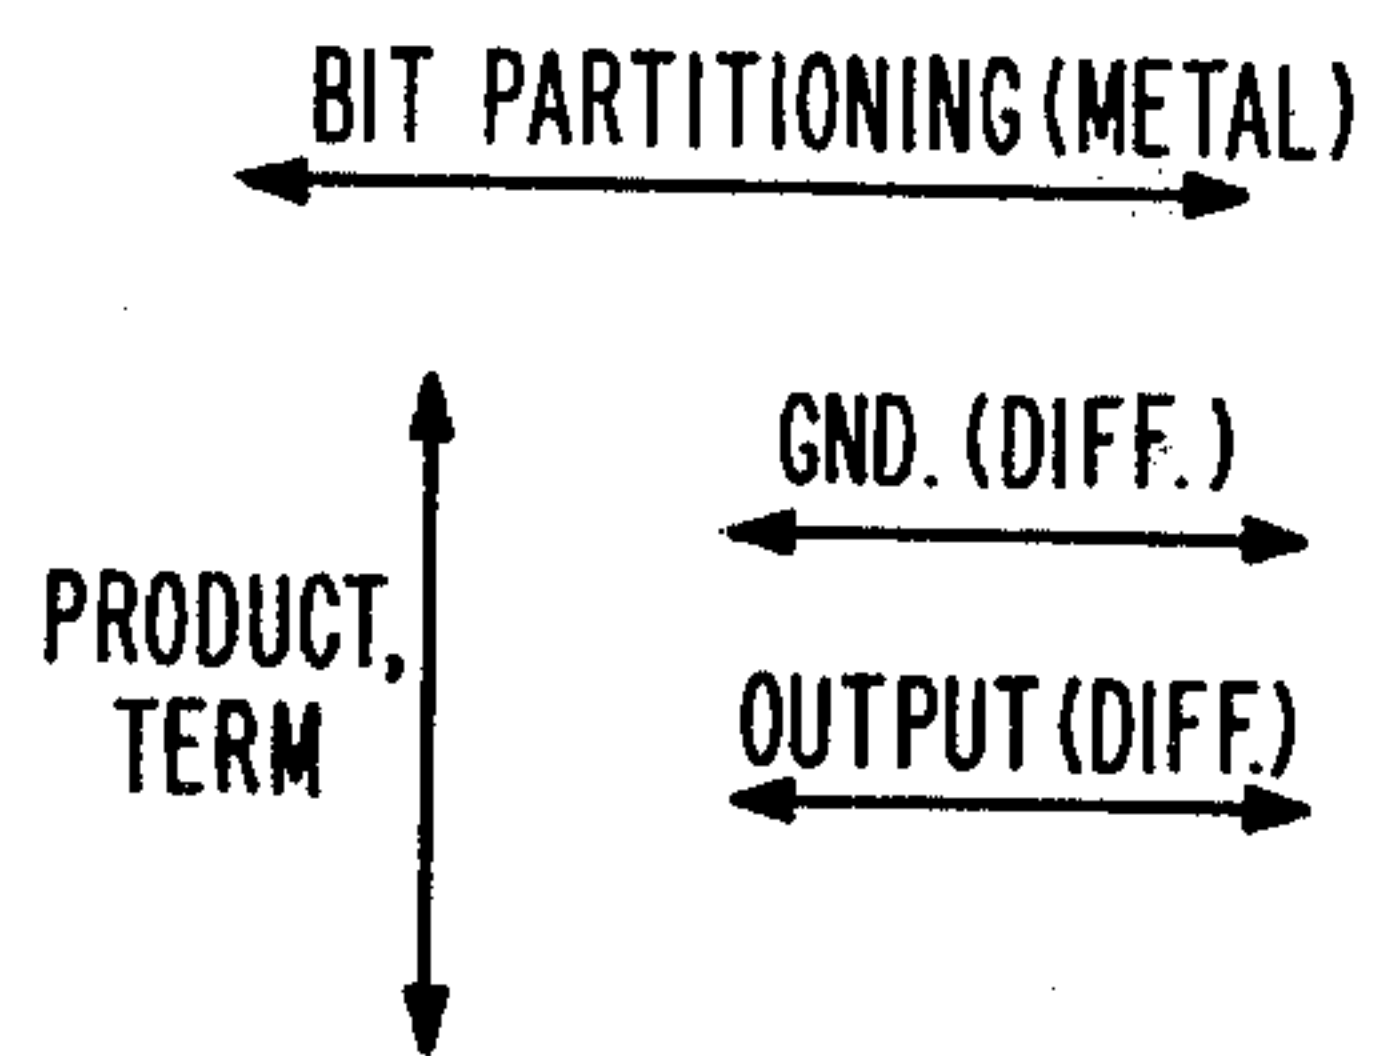 BIT PARTITIONING (METAL)
GND. (DIFF.)
PRODUCT,
TERM
OUTPUT (DIFF.)